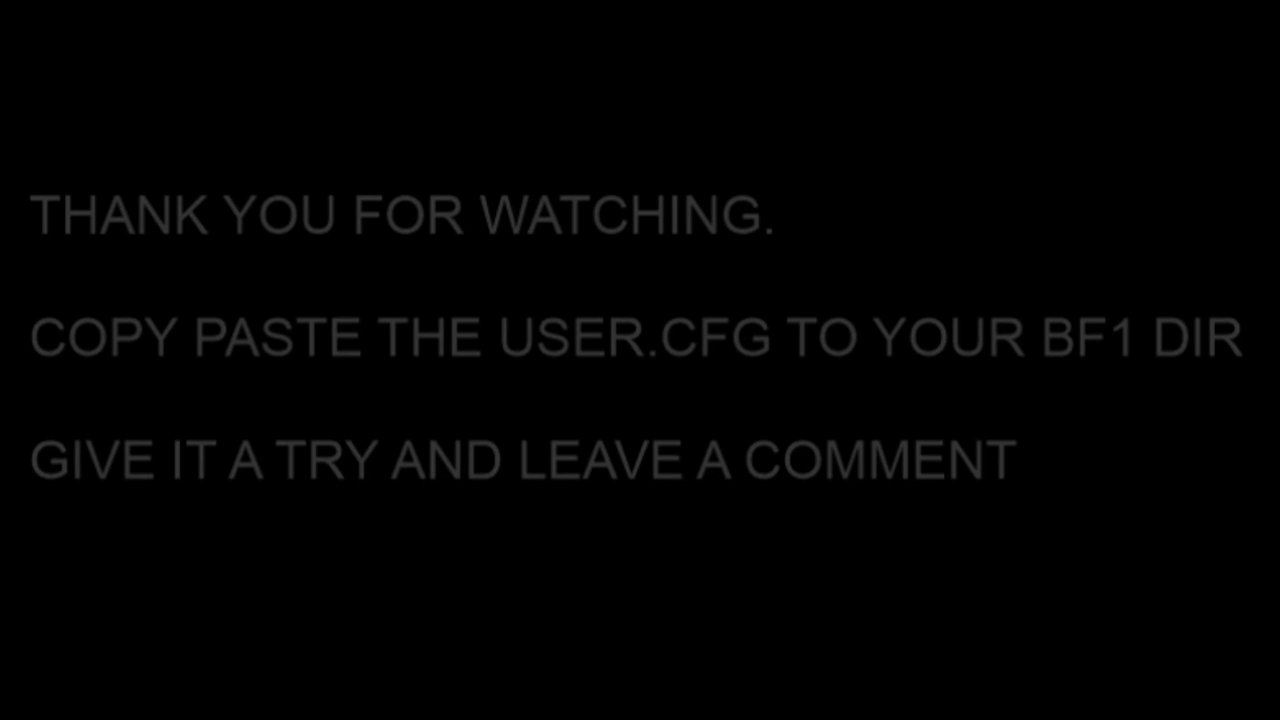 THANK YOU FOR WATCHING.
COPY PASTE THE USER.CFG TO YOUR BF1 DIR
GIVE IT A TRY AND LEAVE A COMMENT